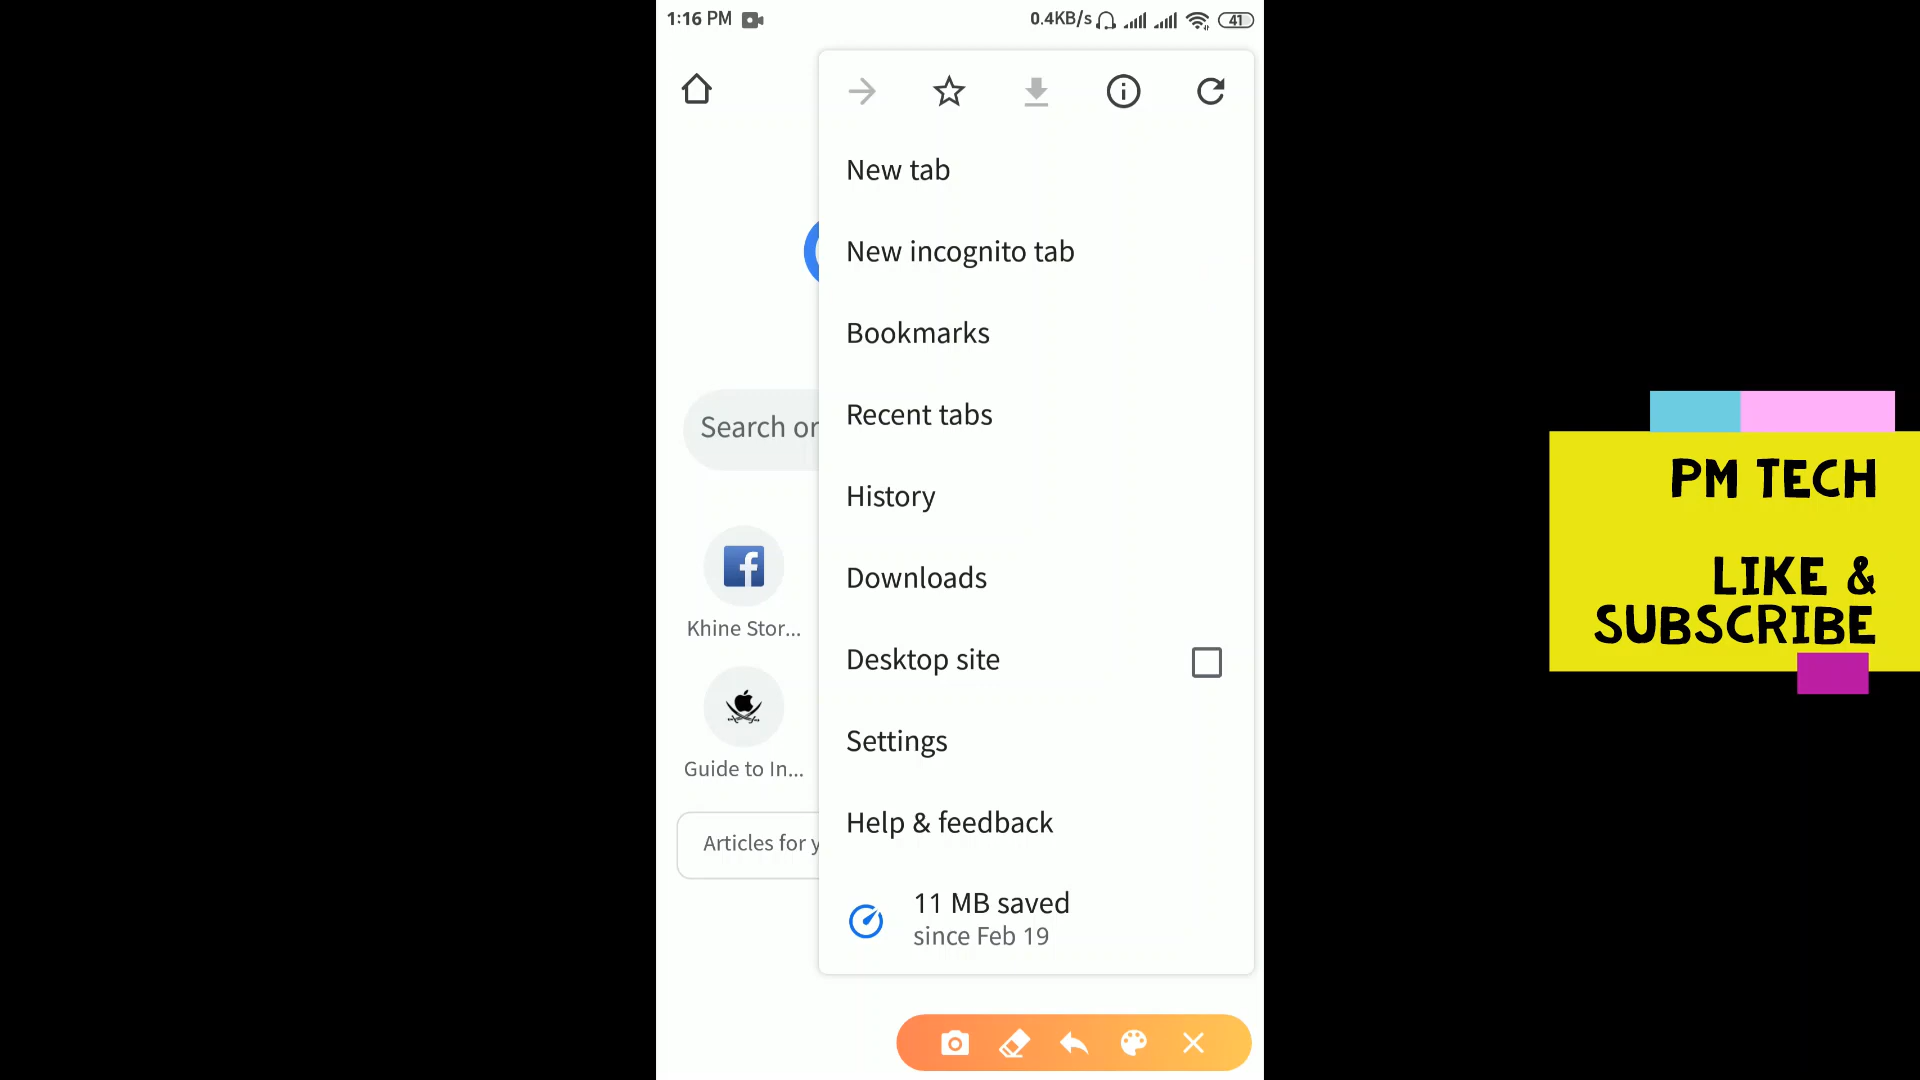 1:16 PM
0.4KB/s
41
New tab
New incognito tab
Bookmarks
Recent tabs
History
Downloads
Desktop site
Settings
Help & feedback
11 MB saved
since Feb 19
Search or
Khine Stor...
Guide to In...
Articles for y
PM TECH
LIKE &
SUBSCRIBE